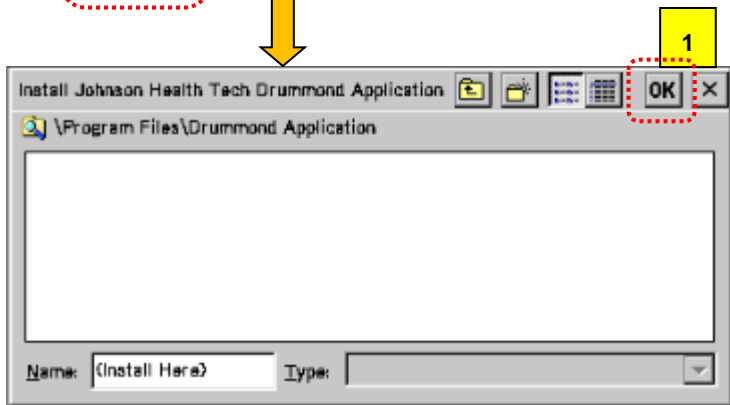 1
Install Johnson Health Tech Drummond Application OK ×
\Program Files\Drummond Application
Name: {Install Here} Type: